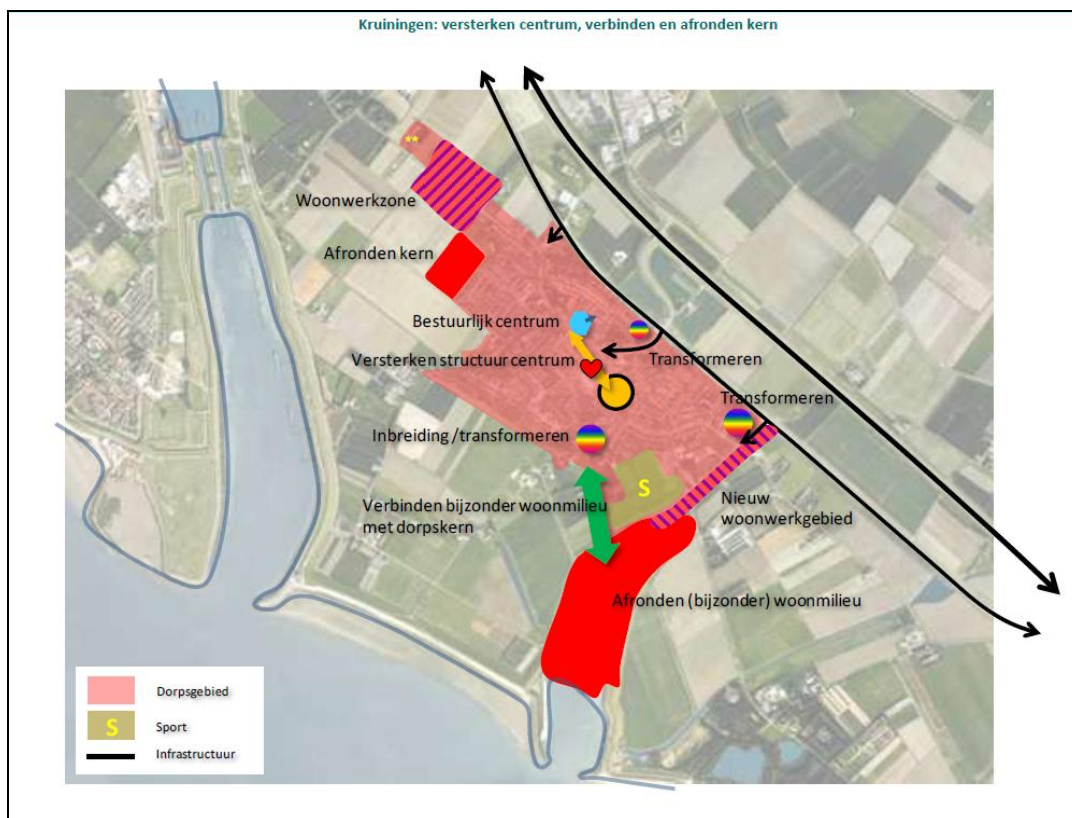 Kruiningen: versterken centrum, verbinden en afronden kern
**
Woonwerkzone
Afronden kern
Bestuurlijk centrum
Versterken structuur centrum
Transformeren
Transformeren
Inbreiding/transformeren
S
Verbinden bijzonder woonmilieu
met dorpskern
Nieuw
woonwerkgebied
Afronden (bijzonder) woonmilieu
Dorpsgebied
S
Sport
Infrastructuur